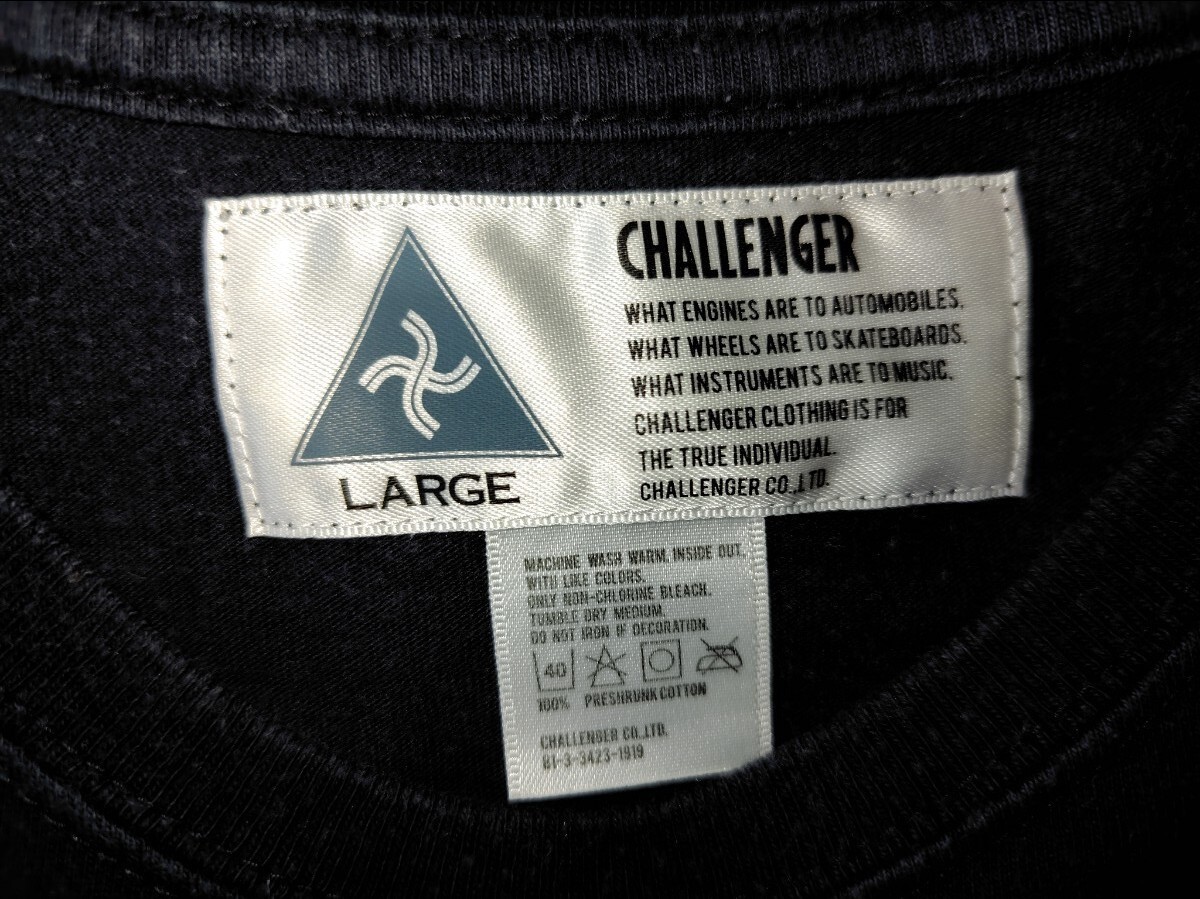 CHALLENGER
WHAT ENGINES ARE TO AUTOMOBILES.
WHAT WHEELS ARE TO SKATEBOARDS.
WHAT INSTRUMENTS ARE TO MUSIC.
CHALLENGER CLOTHING IS FOR
THE TRUE INDIVIDUAL.
CHALLENGER CO.,LTD.
LARGE
MACHINE WASH WARM. INSIDE OUT.
WITH LIKE COLORS.
ONLY NON-CHLORINE BLEACH.
TUMBLE DRY MEDIUM.
DO NOT IRON IF DECORATION.
40
100% PRESHRUNK COTTON
CHALLENGER CO.,LTD.
81-3-3423-1919